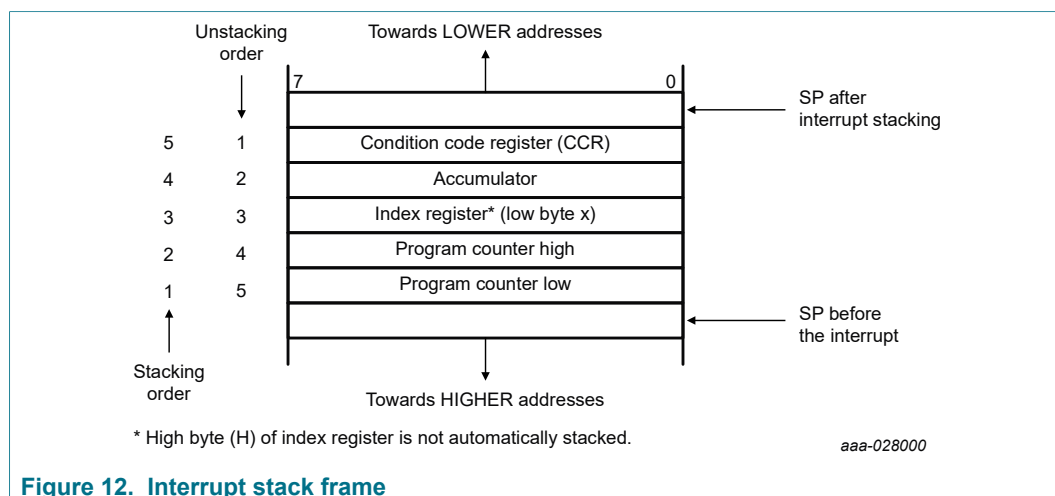 Unstacking order
Towards LOWER addresses
7 0
SP after interrupt stacking
5 1 Condition code register (CCR)
4 2 Accumulator
3 3 Index register* (low byte x)
2 4 Program counter high
1 5 Program counter low
SP before the interrupt
Stacking order
Towards HIGHER addresses
* High byte (H) of index register is not automatically stacked.
aaa-028000
Figure 12. Interrupt stack frame